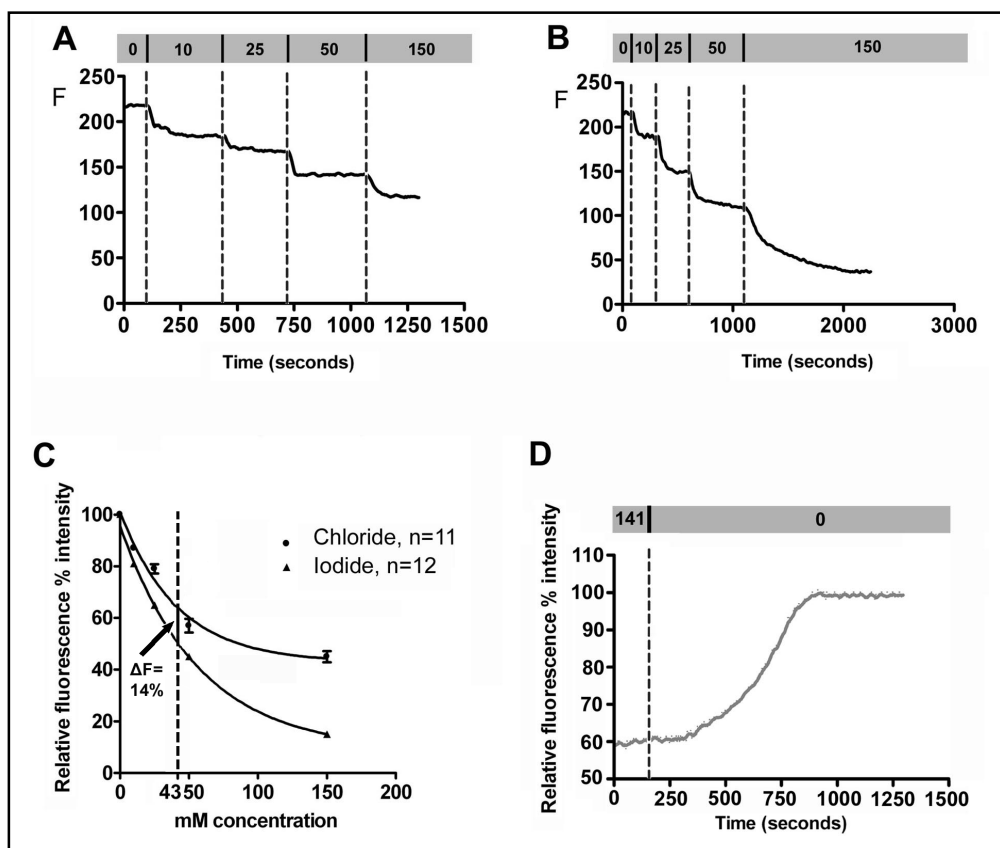 A
0 10 25 50 150
F
250
200
150
100
50
0
0 250 500 750 1000 1250 1500
Time (seconds)
B
0 10 25 50 150
F
250
200
150
100
50
0
0 1000 2000 3000
Time (seconds)
C
Relative fluorescence % intensity
100
80
60
40
20
0
Chloride, n=11
Iodide, n=12
ΔF=
14%
0 43 50 100 150 200
mM concentration
D
141 0
Relative fluorescence % intensity
110
100
90
80
70
60
50
0 250 500 750 1000 1500
Time (seconds)